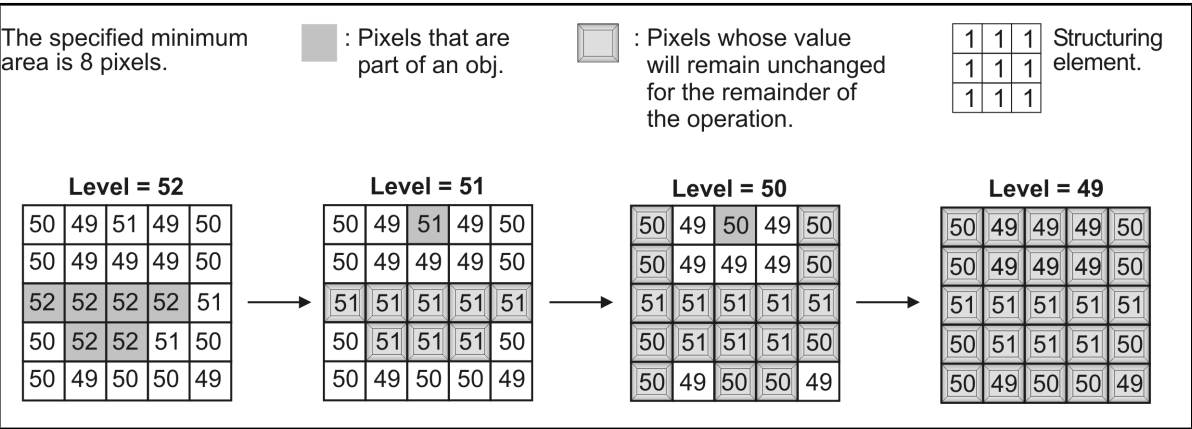 The specified minimum
area is 8 pixels.
: Pixels that are
part of an obj.
: Pixels whose value
will remain unchanged
for the remainder of
the operation.
1 1 1
1 1 1
1 1 1
Structuring
element.
Level = 52
50 49 51 49 50
50 49 49 49 50
52 52 52 52 51
50 52 52 51 50
50 49 50 50 49
Level = 51
50 49 51 49 50
50 49 49 49 50
51 51 51 51 51
50 51 51 51 50
50 49 50 50 49
Level = 50
50 49 50 49 50
50 49 49 49 50
51 51 51 51 51
50 51 51 51 50
50 49 50 50 49
Level = 49
50 49 49 49 50
50 49 49 49 50
51 51 51 51 51
50 51 51 51 50
50 49 50 50 49